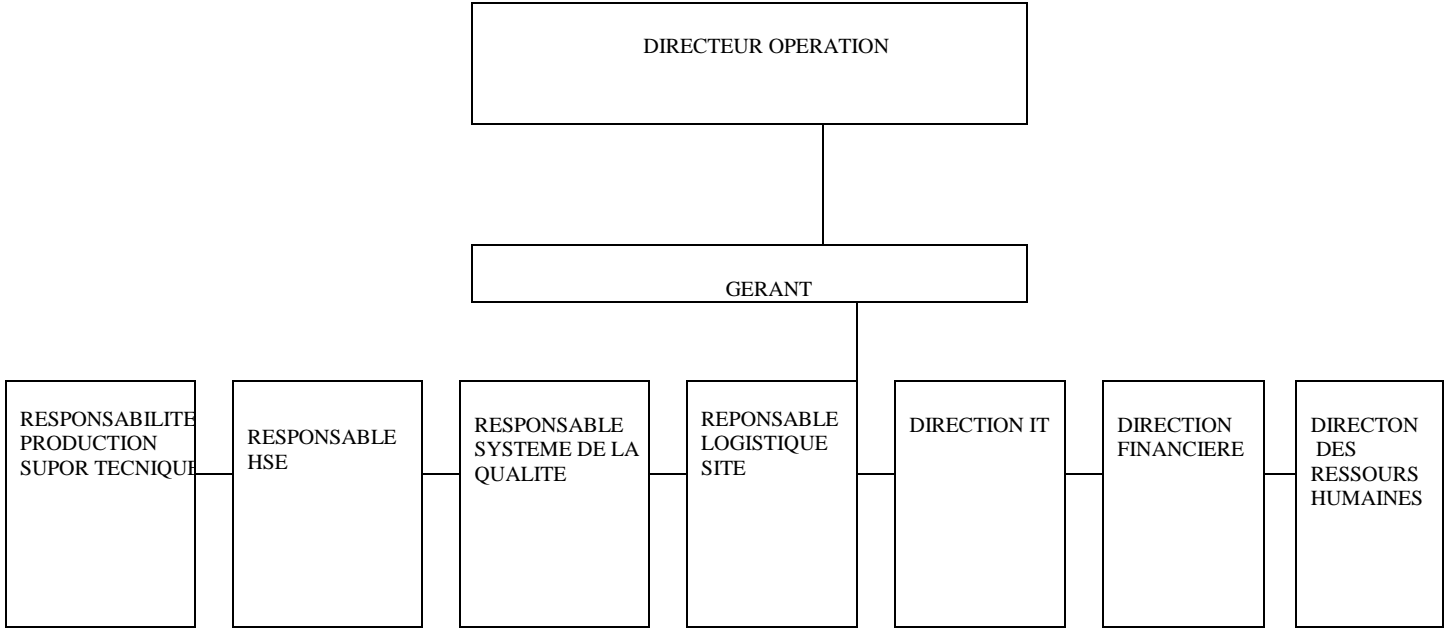 DIRECTEUR OPERATION
GERANT
RESPONSABILITE
PRODUCTION
SUPOR TECNIQUE
RESPONSABLE
HSE
RESPONSABLE
SYSTEME DE LA
QUALITE
REPONSABLE
LOGISTIQUE
SITE
DIRECTION IT
DIRECTION
FINANCIERE
DIRECTON
DES
RESSOURS
HUMAINES